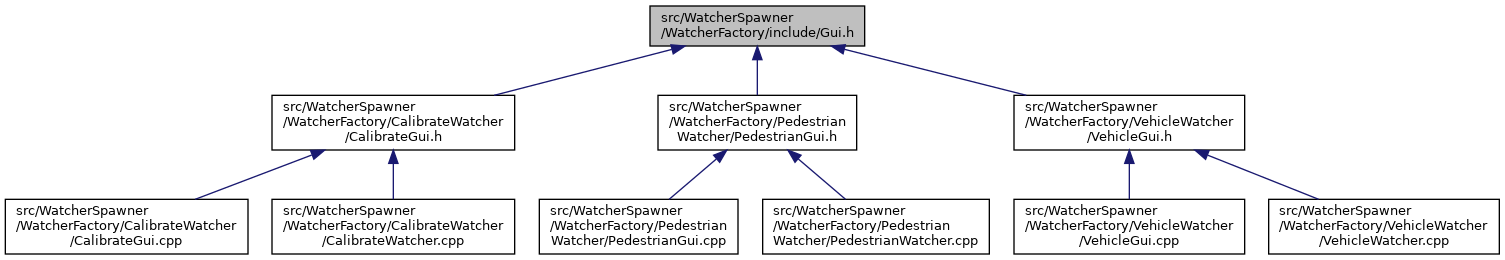 src/WatcherSpawner
/WatcherFactory/include/Gui.h
src/WatcherSpawner
/WatcherFactory/CalibrateWatcher
/CalibrateGui.h
src/WatcherSpawner
/WatcherFactory/Pedestrian
Watcher/PedestrianGui.h
src/WatcherSpawner
/WatcherFactory/VehicleWatcher
/VehicleGui.h
src/WatcherSpawner
/WatcherFactory/CalibrateWatcher
/CalibrateGui.cpp
src/WatcherSpawner
/WatcherFactory/CalibrateWatcher
/CalibrateWatcher.cpp
src/WatcherSpawner
/WatcherFactory/Pedestrian
Watcher/PedestrianGui.cpp
src/WatcherSpawner
/WatcherFactory/Pedestrian
Watcher/PedestrianWatcher.cpp
src/WatcherSpawner
/WatcherFactory/VehicleWatcher
/VehicleGui.cpp
src/WatcherSpawner
/WatcherFactory/VehicleWatcher
/VehicleWatcher.cpp